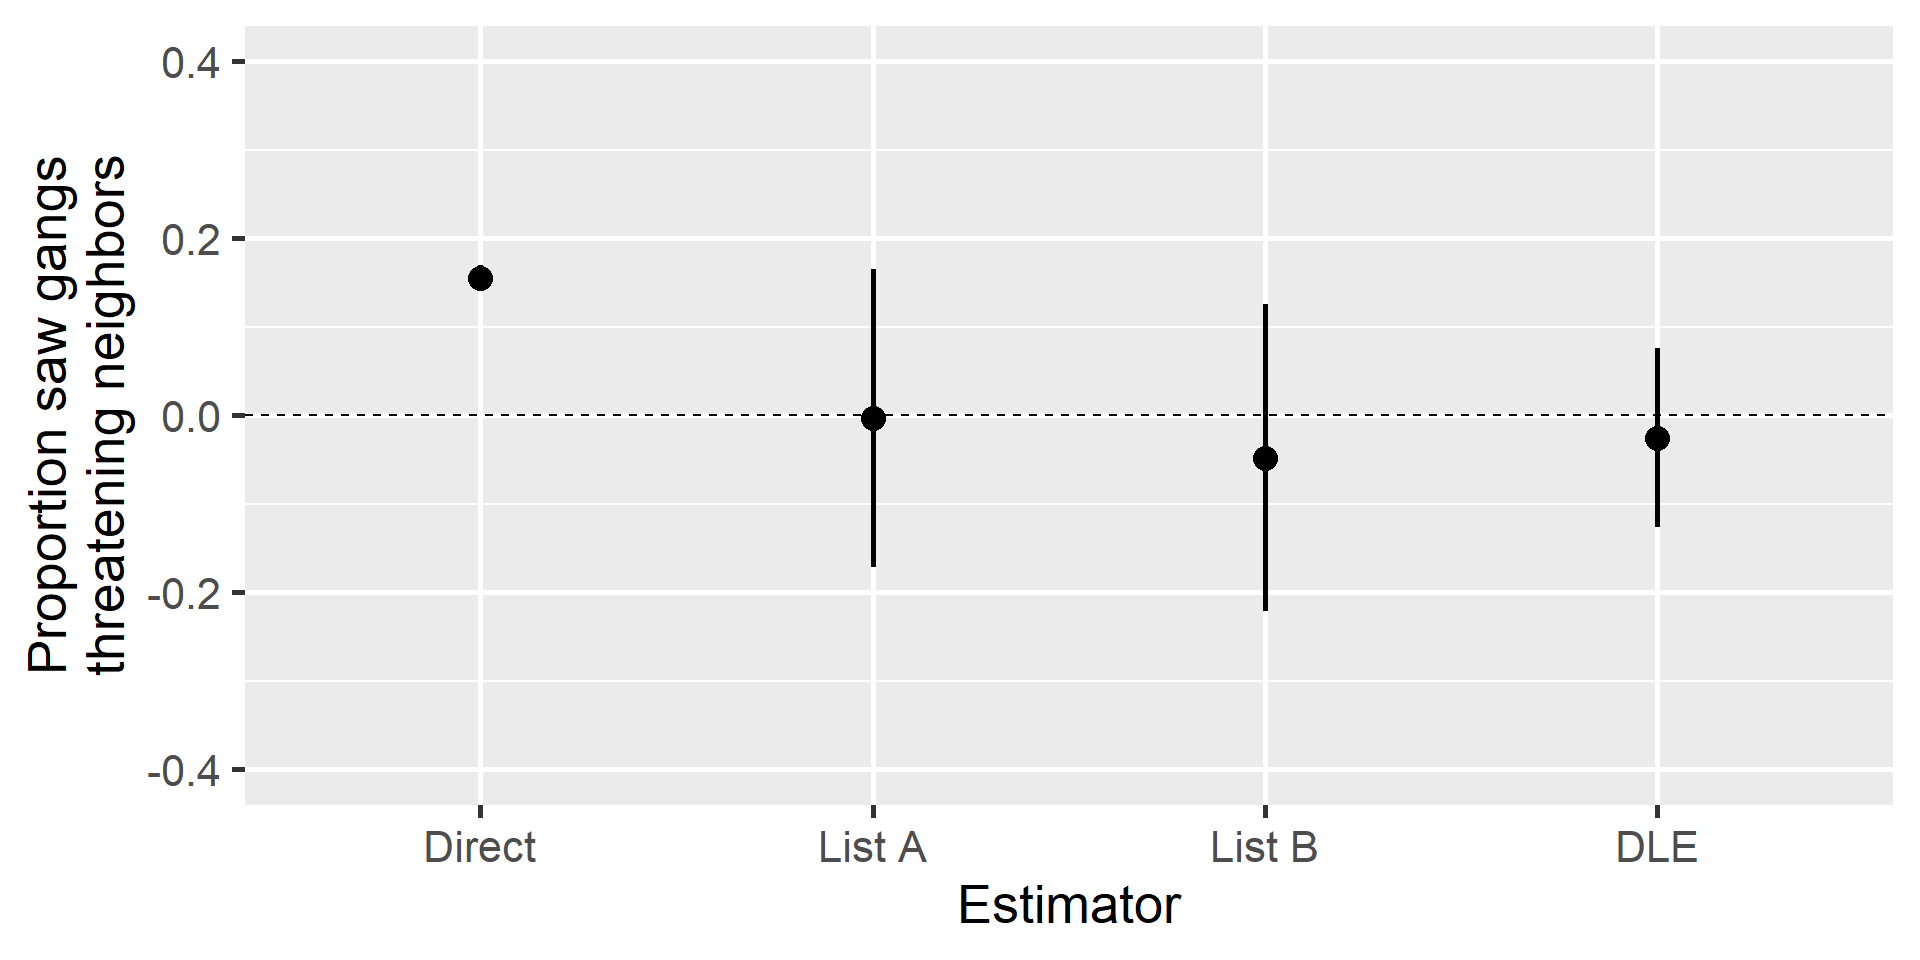 Proportion saw gangs
threatening neighbors
0.4
0.2
0.0
-0.2
-0.4
Direct
List A
List B
DLE
Estimator